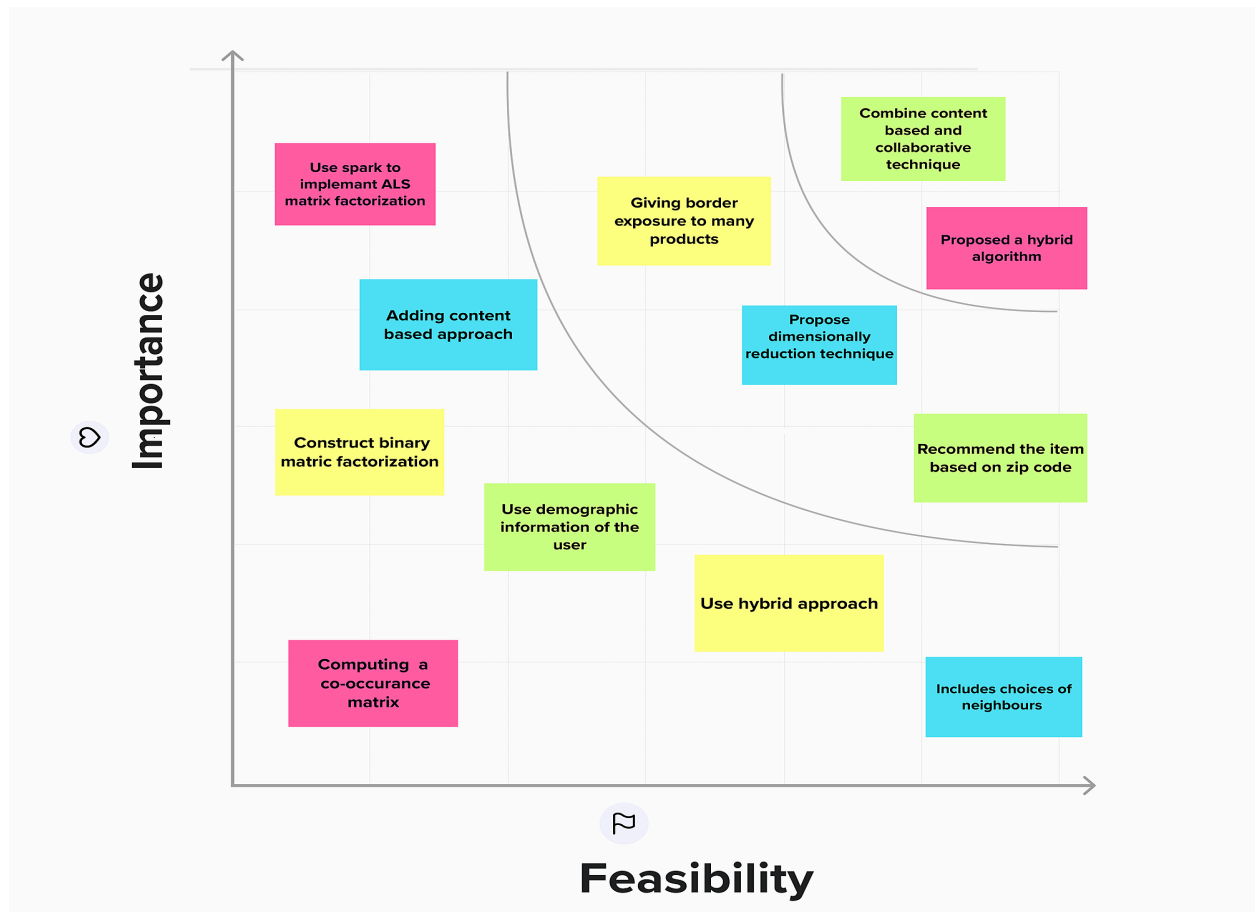 Combine content
based and
collaborative
technique
Use spark to
implemant ALS
matrix factorization
Giving border
exposure to many
products
Proposed a hybrid
algorithm
Adding content
based approach
Propose
dimensionally
reduction technique
Importance
Construct binary
matric factorization
Recommend the item
based on zip code
Use demographic
information of the
user
Use hybrid approach
Computing a
co-occurance
matrix
Includes choices of
neighbours
Feasibility